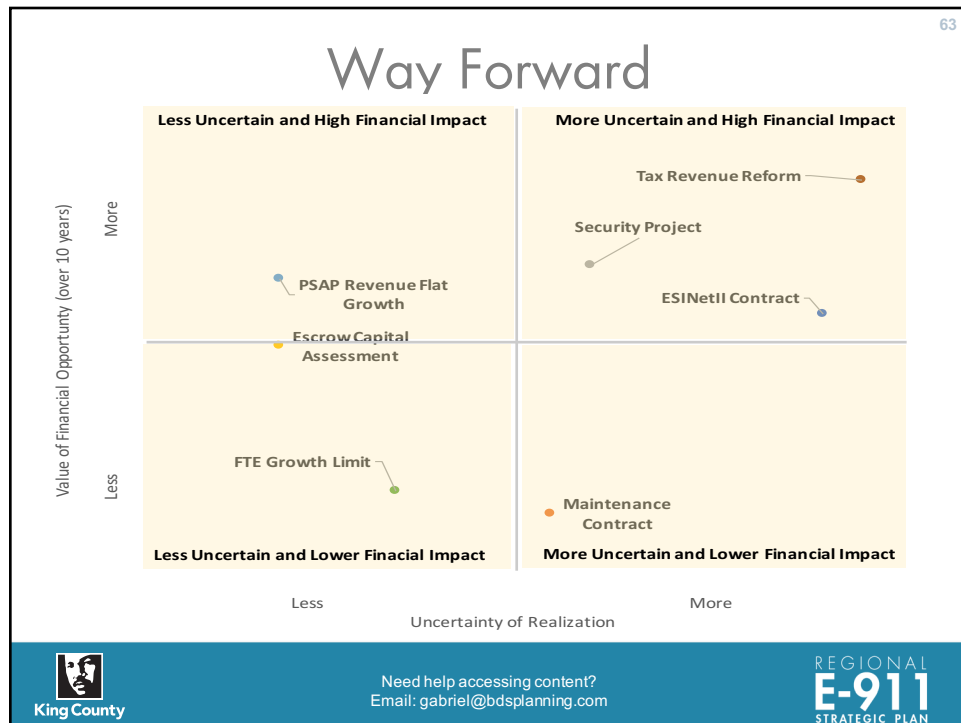 63
Way Forward
Less Uncertain and High Financial Impact
More Uncertain and High Financial Impact
Tax Revenue Reform
Security Project
ESINetII Contract
PSAP Revenue Flat
Growth
Escrow Capital
Assessment
FTE Growth Limit
Maintenance
Contract
Less Uncertain and Lower Finacial Impact
More Uncertain and Lower Financial Impact
Value of Financial Opportunty (over 10 years)
More
Less
Less
More
Uncertainty of Realization
King County
Need help accessing content?
Email: gabriel@bdsplanning.com
REGIONAL
E-911
STRATEGIC PLAN